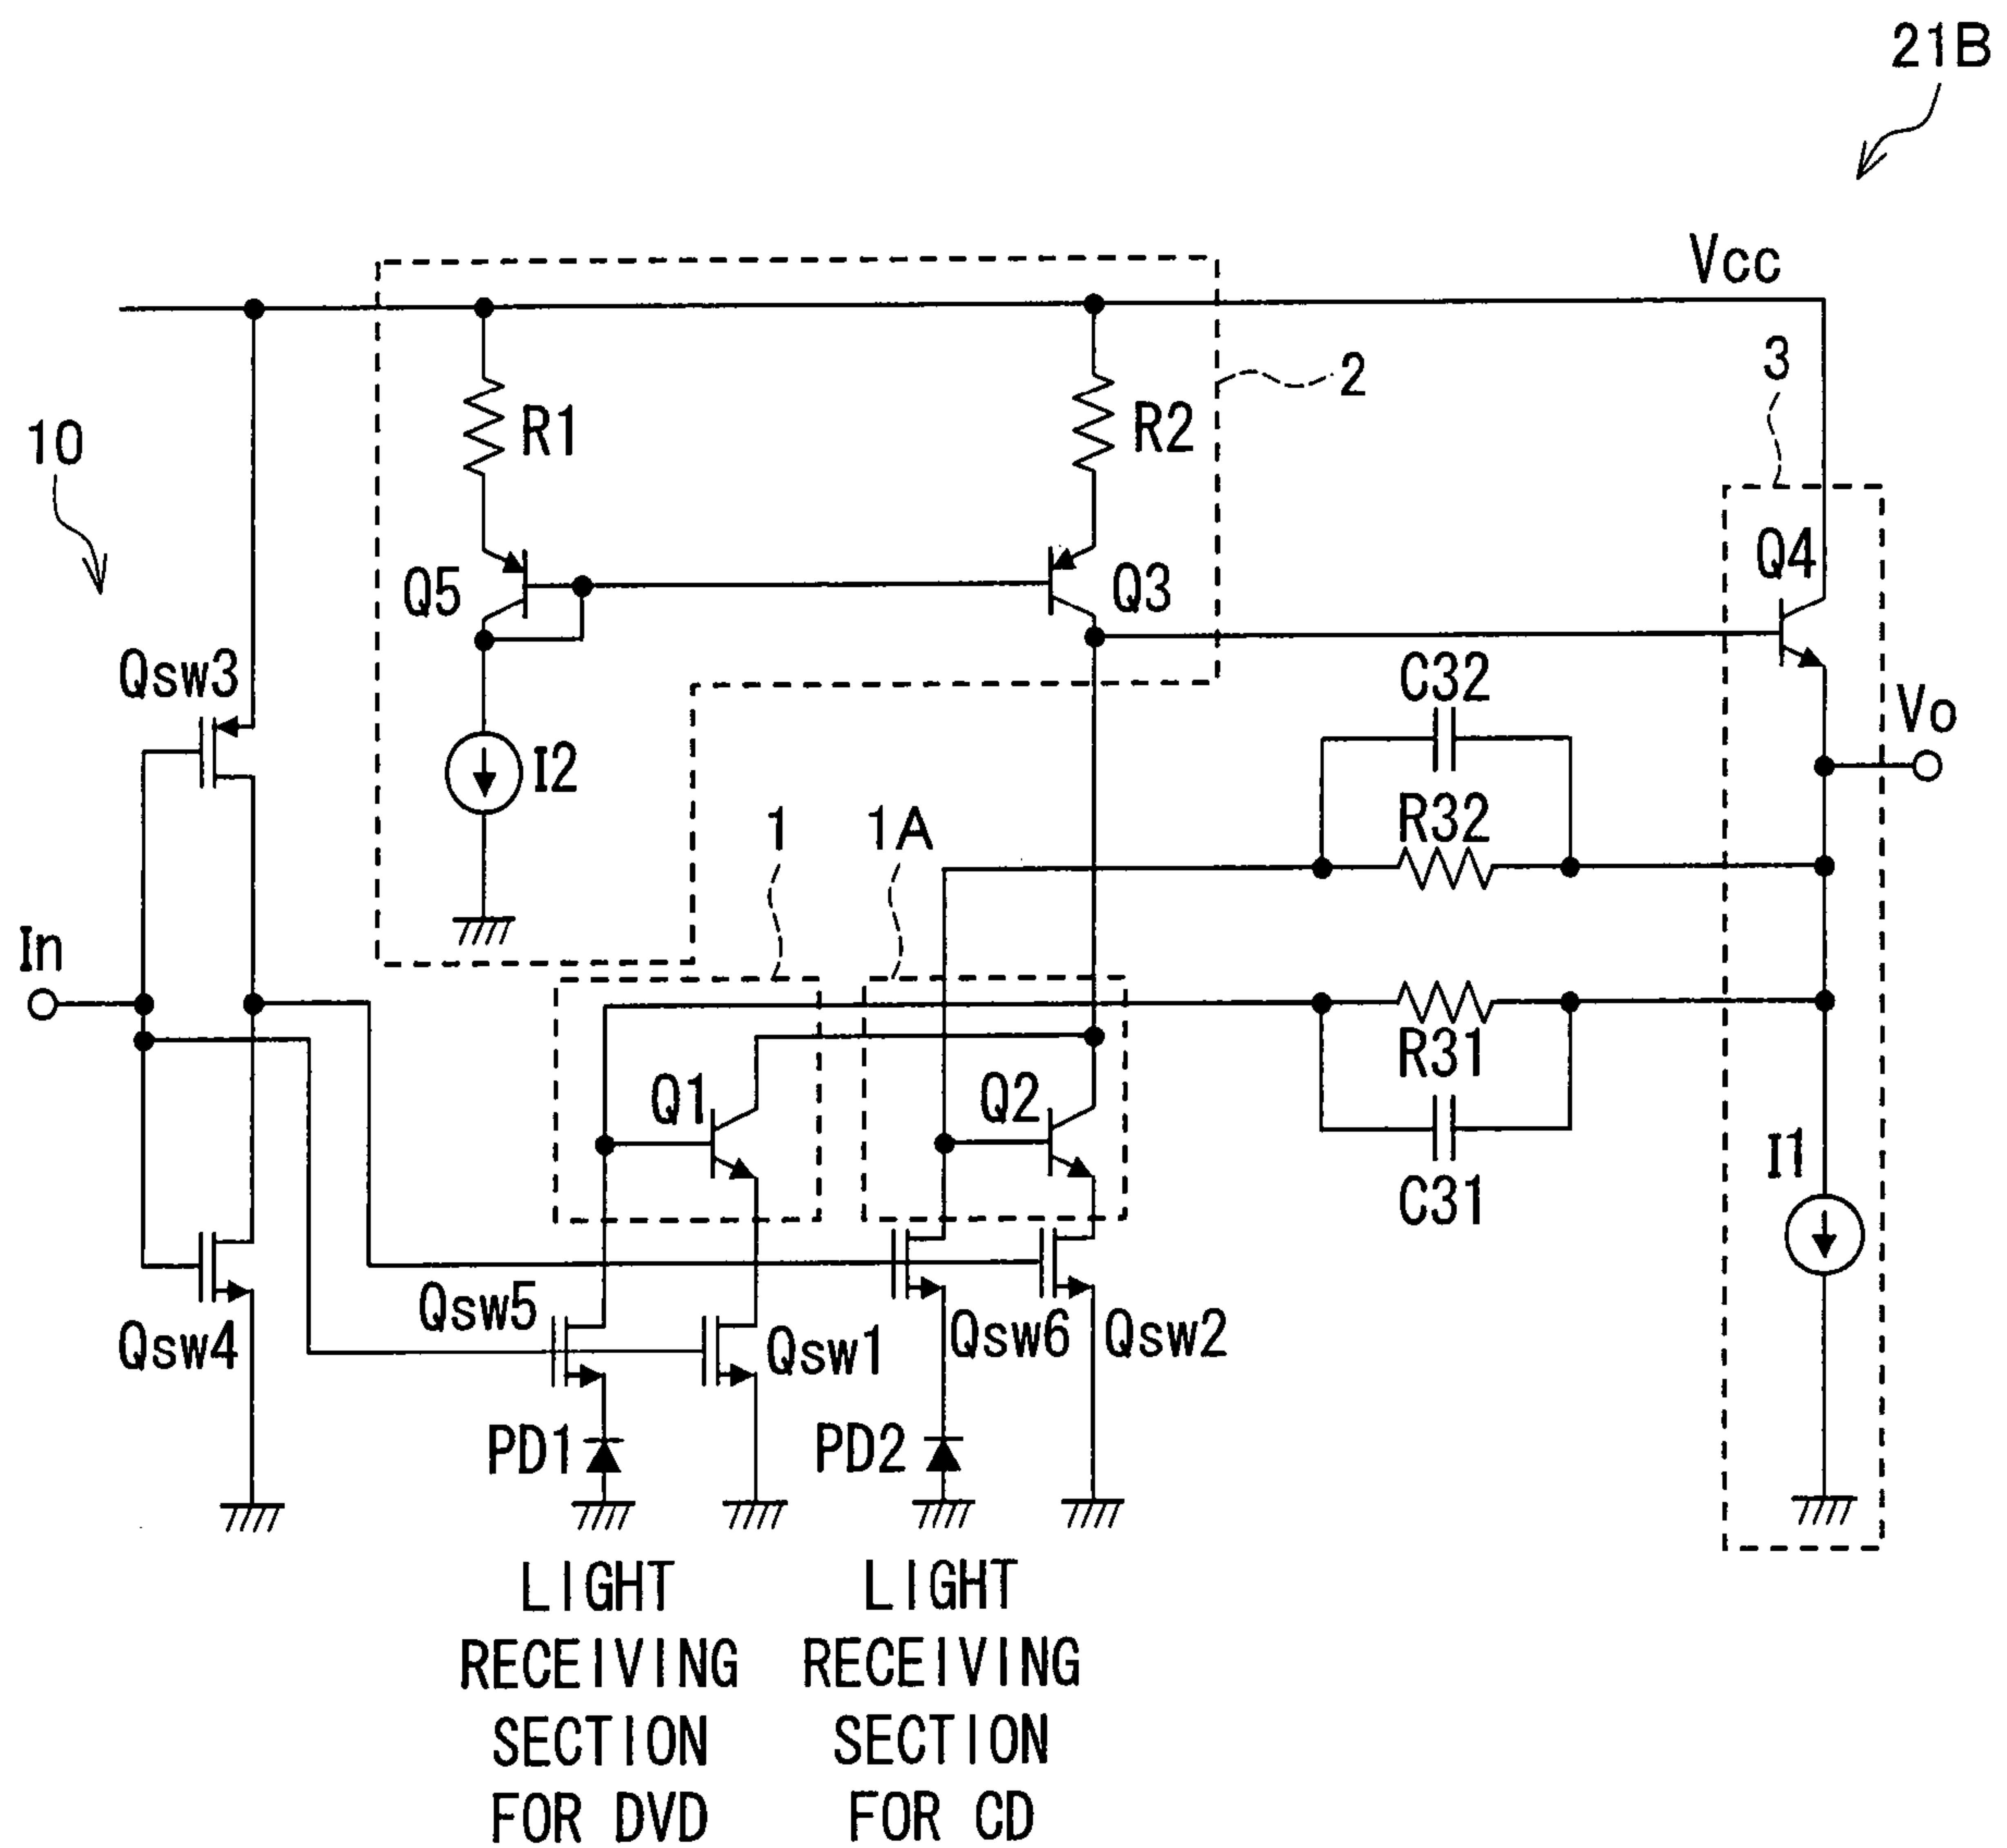 21B
Vcc
3
2
10
R1
R2
Q4
Q5
Q3
Qsw3
C32
Vo
I2
1
1A
R32
In
Q1
Q2
R31
I1
C31
Qsw5
Qsw4
Qsw1
Qsw6
Qsw2
PD1
PD2
LIGHT
RECEIVING
SECTION
FOR DVD
LIGHT
RECEIVING
SECTION
FOR CD